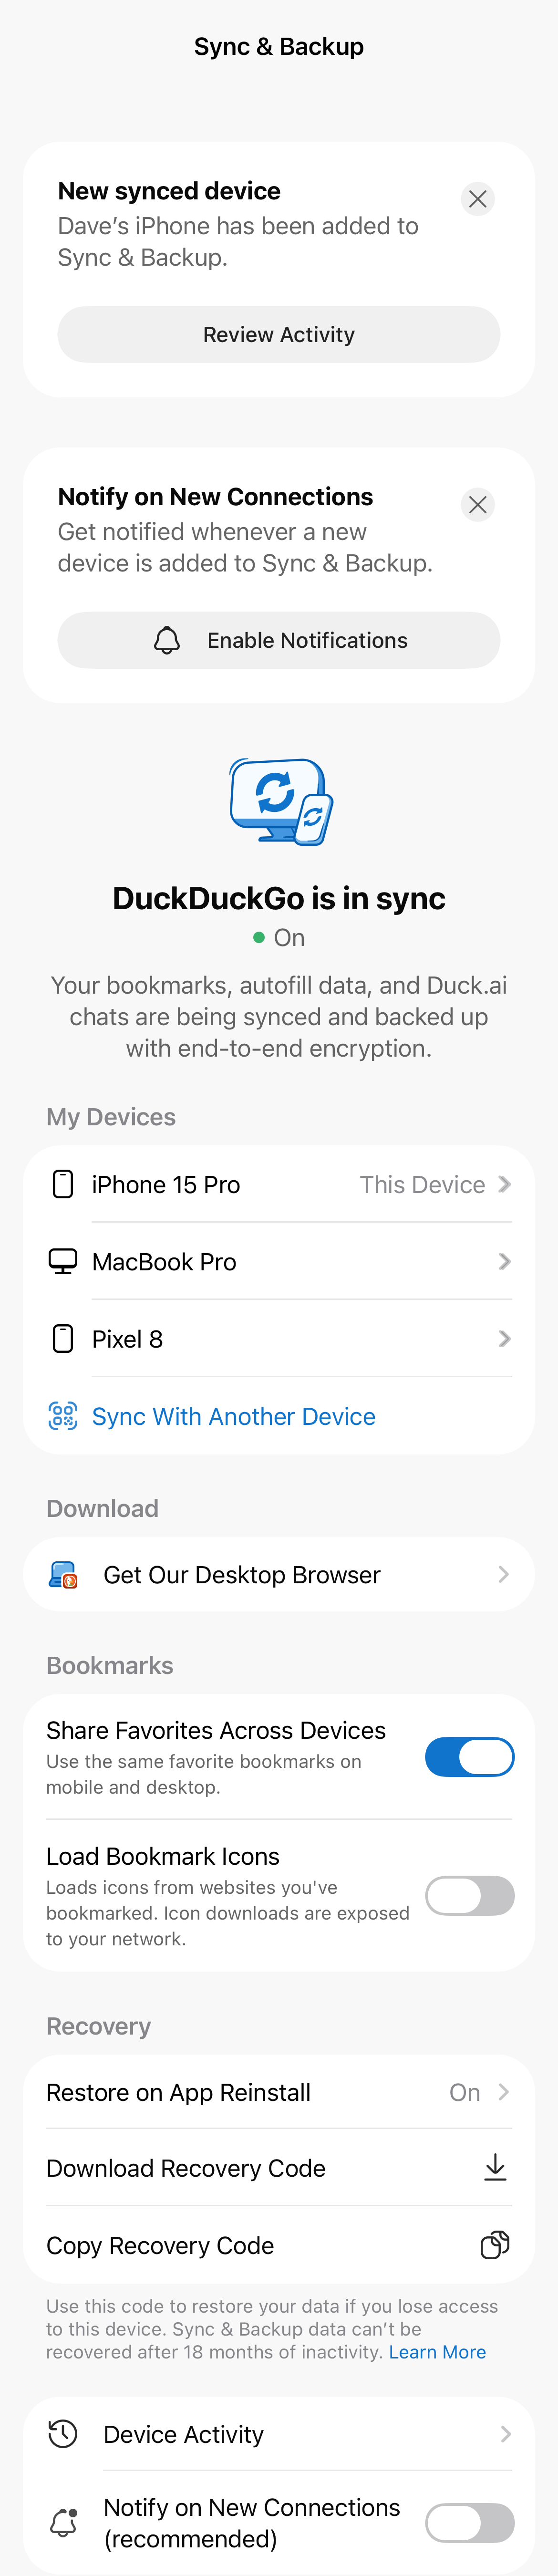 Sync & Backup
New synced device
Dave’s iPhone has been added to
Sync & Backup.
Review Activity
Notify on New Connections
Get notified whenever a new
device is added to Sync & Backup.
Enable Notifications
DuckDuckGo is in sync
On
Your bookmarks, autofill data, and Duck.ai
chats are being synced and backed up
with end-to-end encryption.
My Devices
iPhone 15 Pro This Device
MacBook Pro
Pixel 8
Sync With Another Device
Download
Get Our Desktop Browser
Bookmarks
Share Favorites Across Devices
Use the same favorite bookmarks on
mobile and desktop.
Load Bookmark Icons
Loads icons from websites you've
bookmarked. Icon downloads are exposed
to your network.
Recovery
Restore on App Reinstall On
Download Recovery Code
Copy Recovery Code
Use this code to restore your data if you lose access
to this device. Sync & Backup data can’t be
recovered after 18 months of inactivity. Learn More
Device Activity
Notify on New Connections
(recommended)